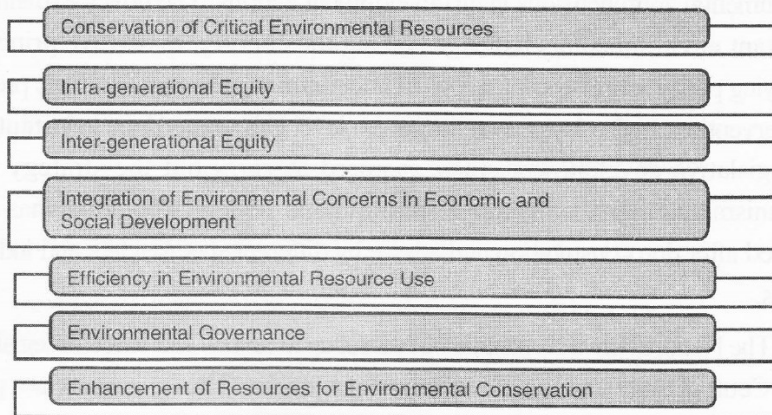 Conservation of Critical Environmental Resources
Intra-generational Equity
Inter-generational Equity
Integration of Environmental Concerns in Economic and
Social Development
Efficiency in Environmental Resource Use
Environmental Governance
Enhancement of Resources for Environmental Conservation